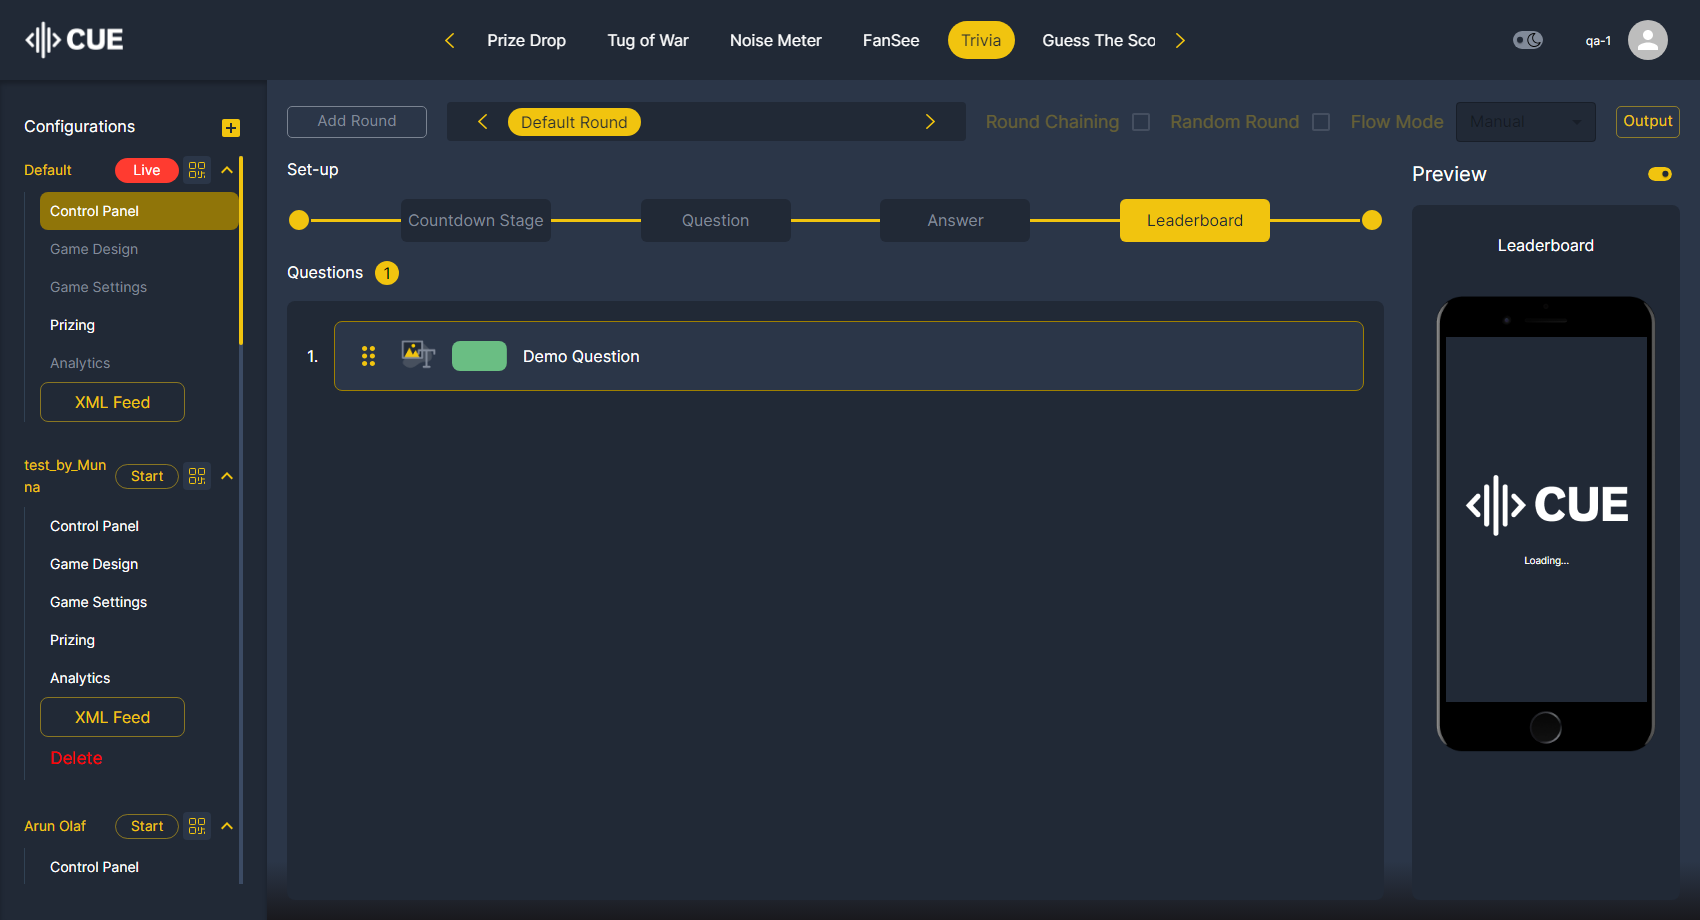 CUE
Prize Drop
Tug of War
Noise Meter
FanSee
Trivia
Guess The Sco
qa-1
Configurations
Default
Live
Control Panel
Game Design
Game Settings
Prizing
Analytics
XML Feed
test_by_Mun
na
Start
Control Panel
Game Design
Game Settings
Prizing
Analytics
XML Feed
Delete
Arun Olaf
Start
Control Panel
Add Round
Default Round
Round Chaining
Random Round
Flow Mode
Manual
Output
Set-up
Countdown Stage
Question
Answer
Leaderboard
Questions
1
1.
Demo Question
Preview
Leaderboard
CUE
Loading...